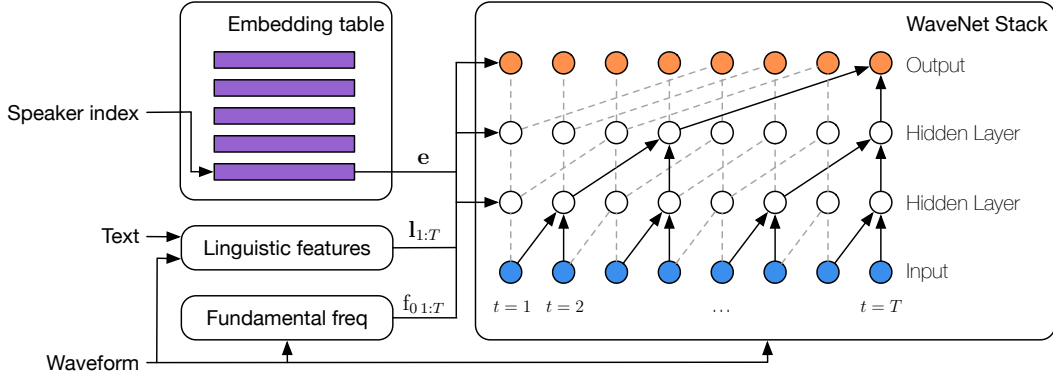 Embedding table
WaveNet Stack
Output
Speaker index
Hidden Layer
e
Hidden Layer
Text
Linguistic features
l1:T
Input
t = 1
t = 2
...
t = T
Fundamental freq
f0 1:T
Waveform